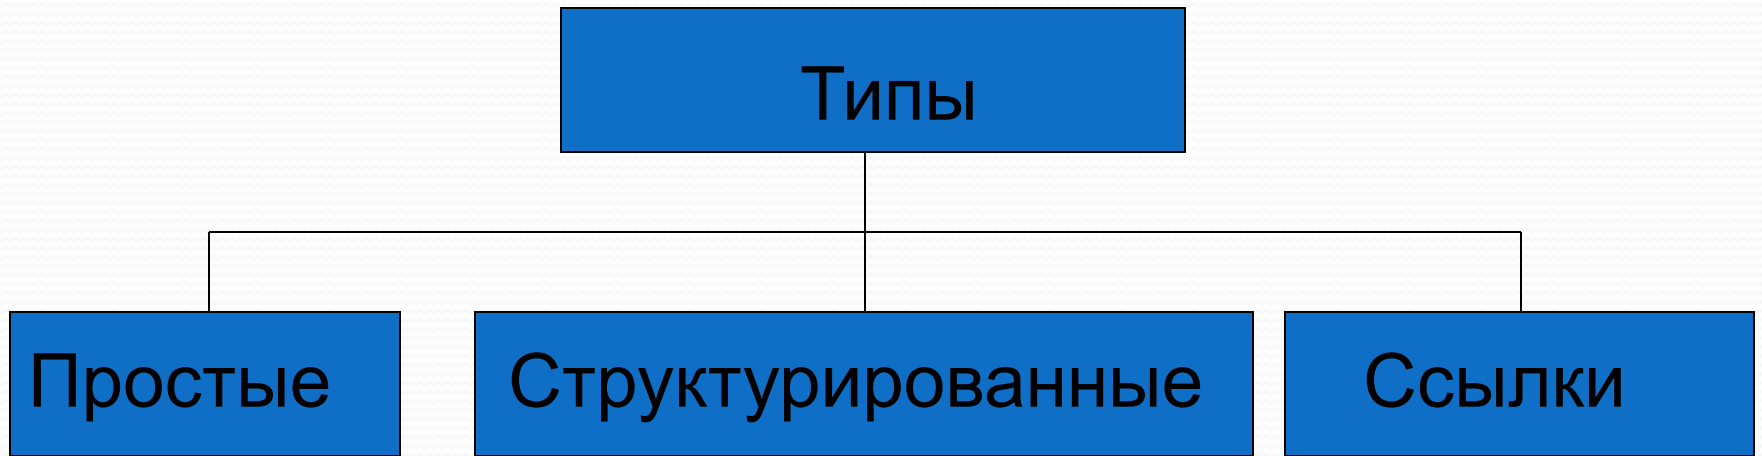 Типы
Простые
Структурированные
Ссылки